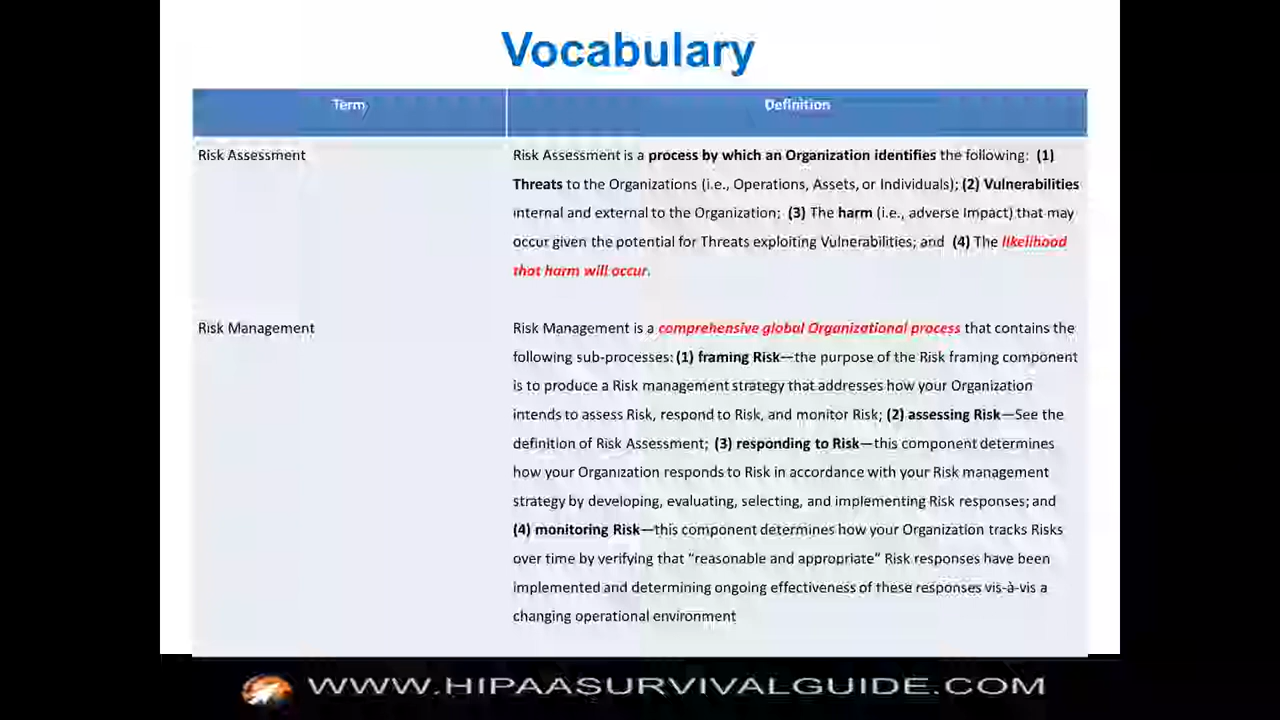 Vocabulary
Term
Definition
Risk Assessment
Risk Assessment is a process by which an Organization identifies the following: (1)
Threats to the Organizations (i.e., Operations, Assets, or Individuals); (2) Vulnerabilities
internal and external to the Organization; (3) The harm (i.e., adverse impact) that may
occur given the potential for Threats exploiting Vulnerabilities; and (4) The likelihood
that harm will occur.
Risk Management
Risk Management is a comprehensive global Organizational process that contains the
following sub-processes: (1) framing Risk—the purpose of the Risk framing component
is to produce a Risk management strategy that addresses how your Organization
intends to assess Risk, respond to Risk, and monitor Risk; (2) assessing Risk—See the
definition of Risk Assessment; (3) responding to Risk—this component determines
how your Organization responds to Risk in accordance with your Risk management
strategy by developing, evaluating, selecting, and implementing Risk responses; and
(4) monitoring Risk—this component determines how your Organization tracks Risks
over time by verifying that “reasonable and appropriate” Risk responses have been
implemented and determining ongoing effectiveness of these responses vis-à-vis a
changing operational environment
WWW.HIPAASURVIVALGUIDE.COM